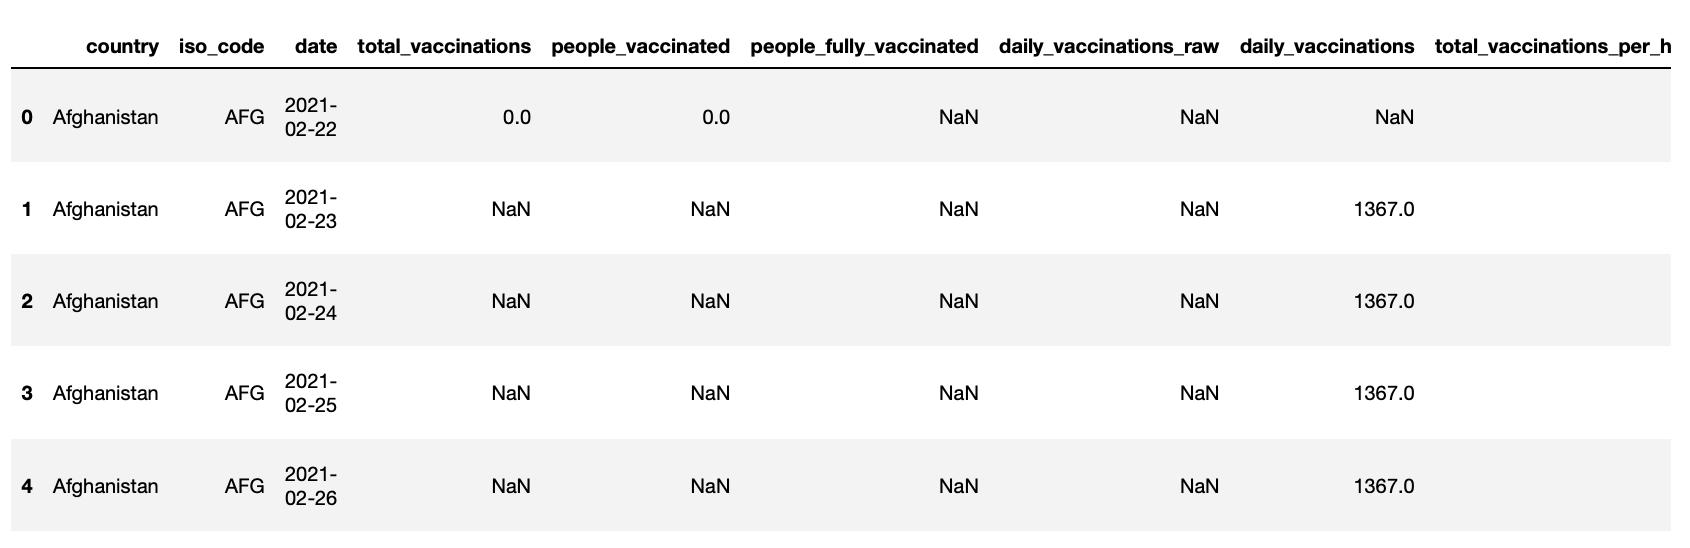 country iso_code date total_vaccinations people_vaccinated people_fully_vaccinated daily_vaccinations_raw daily_vaccinations total_vaccinations_per_h
0 Afghanistan AFG 2021-
02-22 0.0 0.0 NaN NaN NaN
1 Afghanistan AFG 2021-
02-23 NaN NaN NaN NaN 1367.0
2 Afghanistan AFG 2021-
02-24 NaN NaN NaN NaN 1367.0
3 Afghanistan AFG 2021-
02-25 NaN NaN NaN NaN 1367.0
4 Afghanistan AFG 2021-
02-26 NaN NaN NaN NaN 1367.0